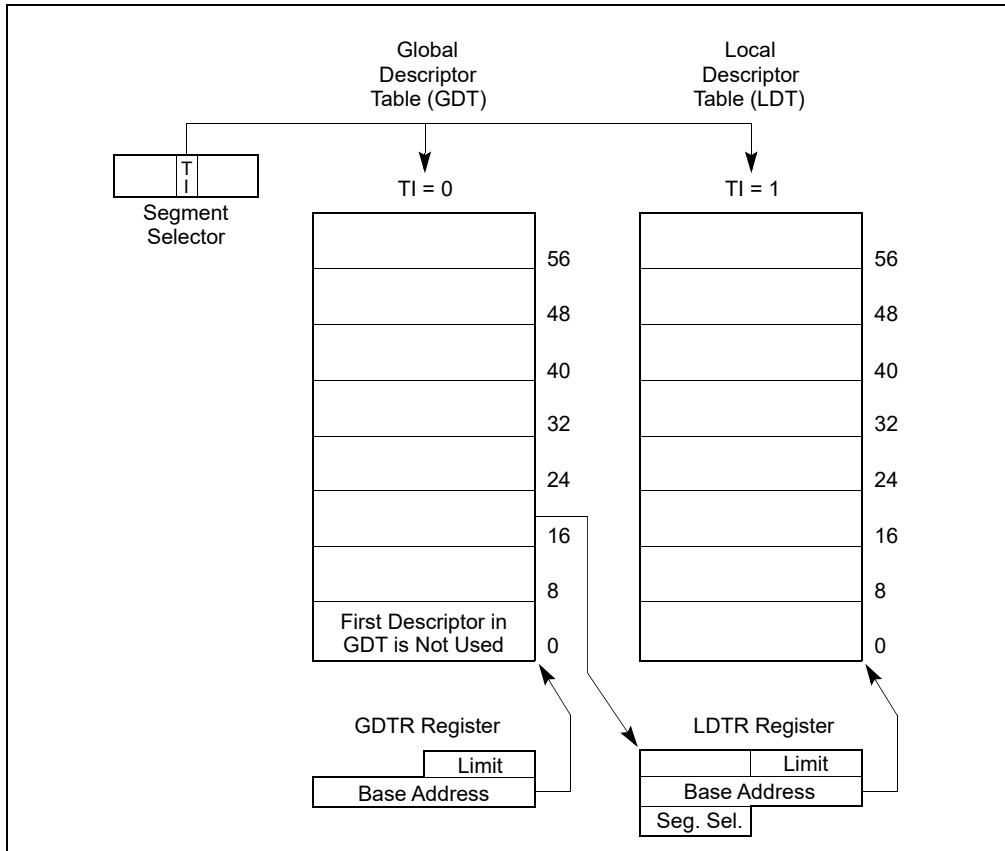 Global
Descriptor
Table (GDT)
Local
Descriptor
Table (LDT)
T
I
Segment
Selector
TI = 0
TI = 1
56
56
48
48
40
40
32
32
24
24
16
16
8
8
First Descriptor in
GDT is Not Used
0
0
GDTR Register
LDTR Register
Limit
Base Address
Limit
Base Address
Seg. Sel.